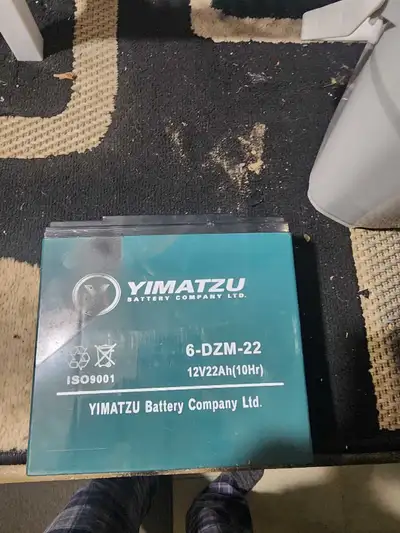 YIMATZU
BATTERY COMPANY LTD.
6-DZM-22
12V22Ah(10Hr)
ISO9001
YIMATZU Battery Company Ltd.